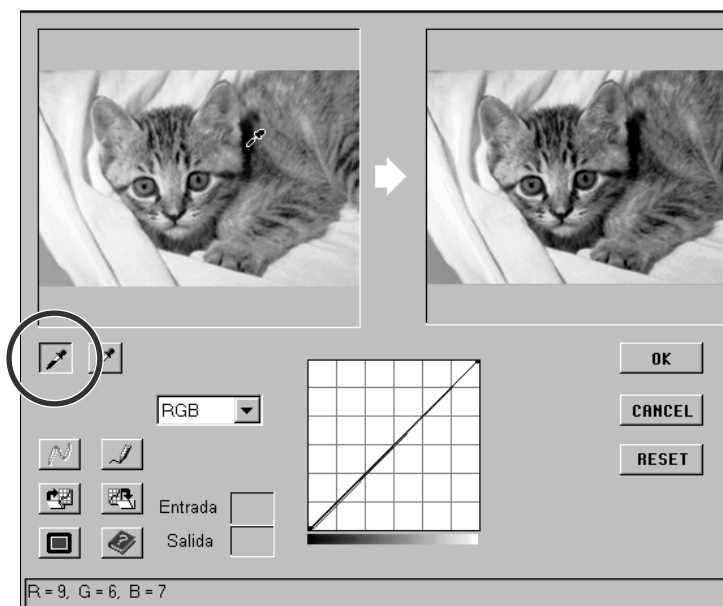 OK
RGB
CANCEL
RESET
Entrada
Salida
R = 9, G = 6, B = 7